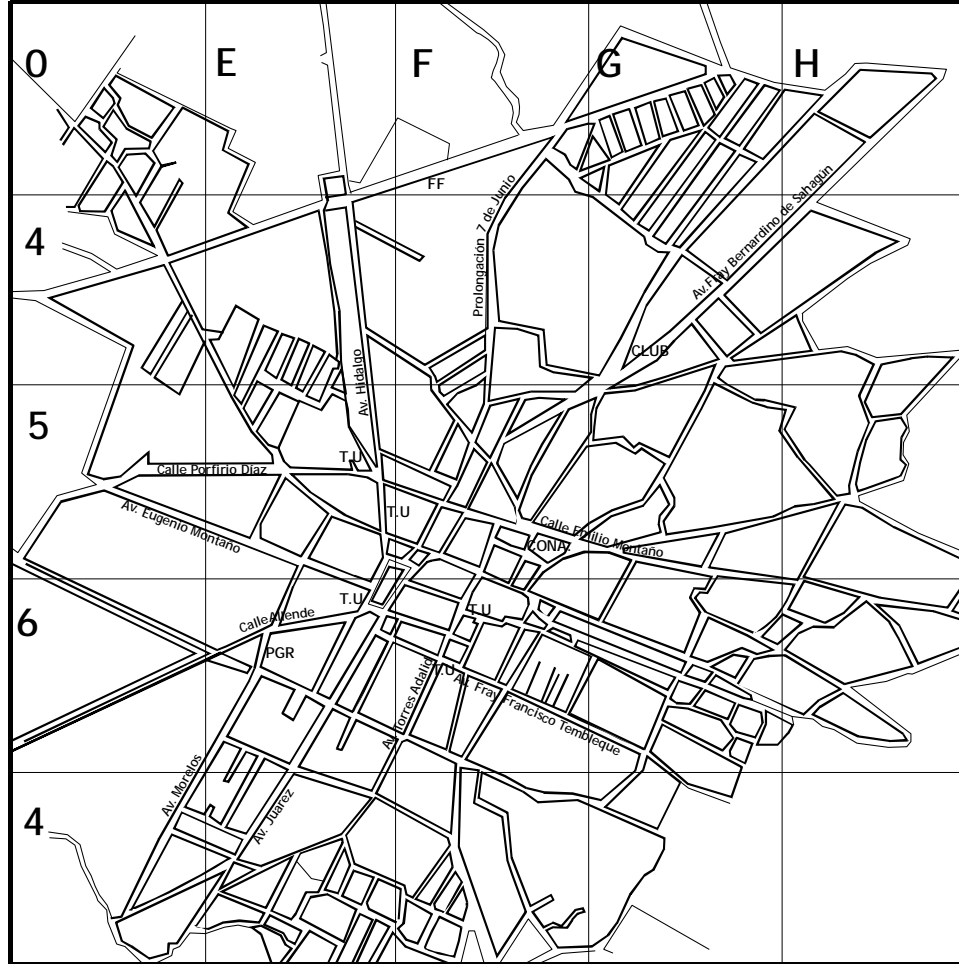 0
E
F
G
H
FF
Prolongación 7 de Junio
Av. Fray Bernardino de Sahagún
4
CLUB
Av. Hidalgo
5
T.U
Calle Porfirio Díaz
T.U
Av. Eugenio Montaño
Calle Emilio Montaño
CONA.
T.U
T.U
6
Calle Allende
PGR
T.U
Av. Fray Francisco Tembleque
Av. Torres Adalid
Av. Morelos
Av. Juarez
4